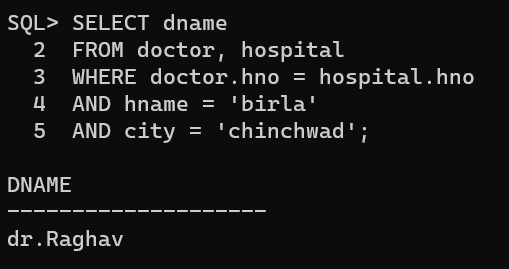 SQL> SELECT dname
  2  FROM doctor, hospital
  3  WHERE doctor.hno = hospital.hno
  4  AND hname = 'birla'
  5  AND city = 'chinchwad';

DNAME
--------------------
dr.Raghav